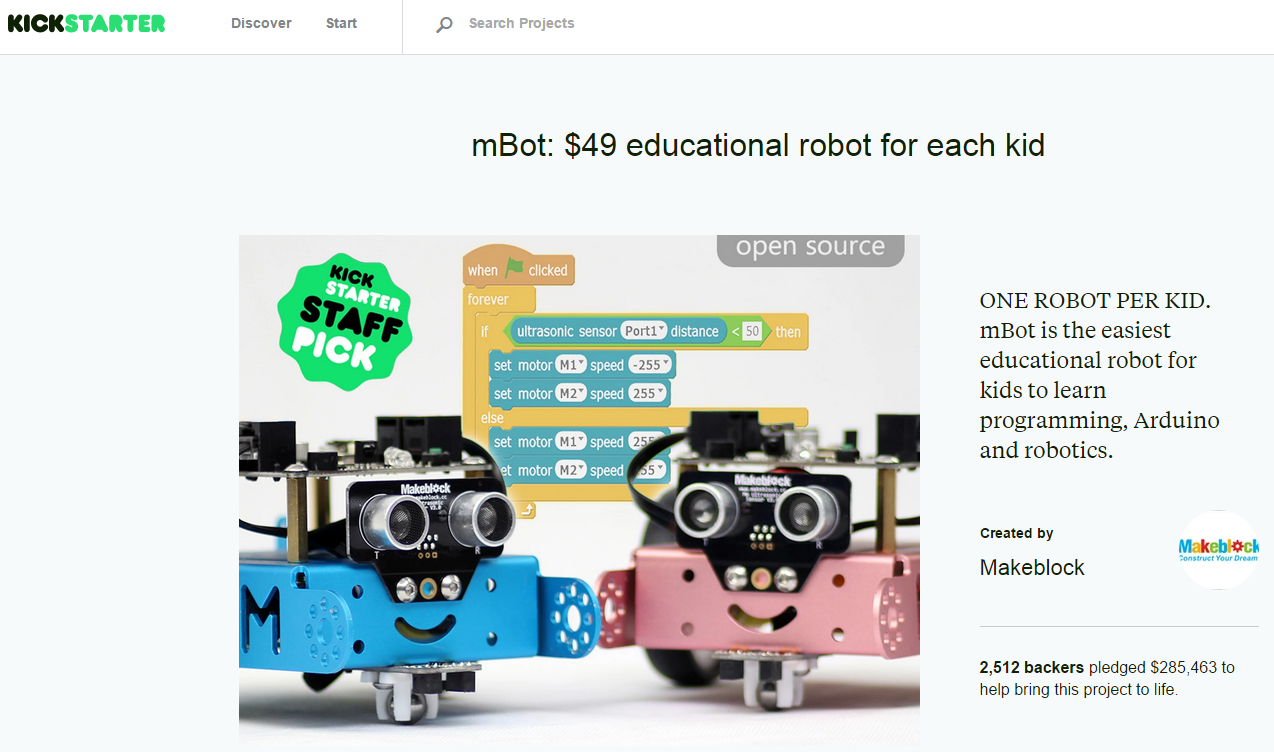 KICKSTARTER
Discover
Start
Search Projects
mBot: $49 educational robot for each kid
open source
KICK
STARTER
STAFF
PICK
when clicked
forever
if ultrasonic sensor Port1 distance < 50 then
set motor M1 speed -255
set motor M2 speed 255
else
set motor M1 speed 255
set motor M2 speed
Makeblock
Makeblock
M
T
R
T
R
ONE ROBOT PER KID.
mBot is the easiest
educational robot for
kids to learn
programming, Arduino
and robotics.
Created by
Makeblock
Makeblock
Construct Your Dream
2,512 backers pledged $285,463 to
help bring this project to life.